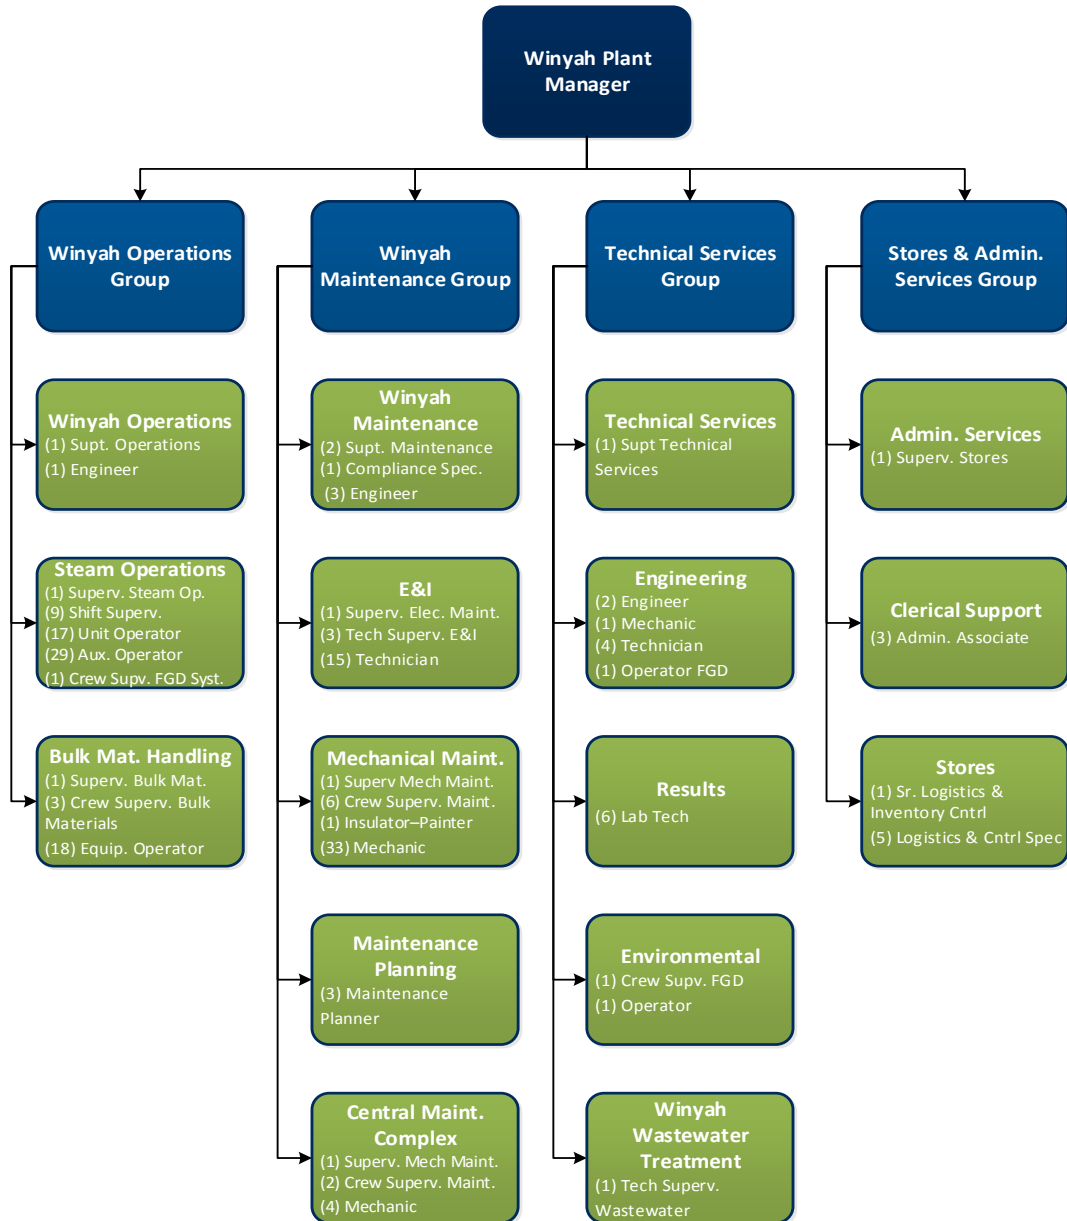 Winyah Plant
Manager
Winyah Operations
Group
Winyah
Maintenance Group
Technical Services
Group
Stores & Admin.
Services Group
Winyah Operations
(1) Supt. Operations
(1) Engineer
Steam Operations
(1) Superv. Steam Op.
(9) Shift Superv.
(17) Unit Operator
(29) Aux. Operator
(1) Crew Supv. FGD Syst.
Bulk Mat. Handling
(1) Superv. Bulk Mat.
(3) Crew Superv. Bulk
Materials
(18) Equip. Operator
Winyah
Maintenance
(2) Supt. Maintenance
(1) Compliance Spec.
(3) Engineer
E&I
(1) Superv. Elec. Maint.
(3) Tech Superv. E&I
(15) Technician
Mechanical Maint.
(1) Superv Mech Maint.
(6) Crew Superv. Maint.
(1) Insulator–Painter
(33) Mechanic
Maintenance
Planning
(3) Maintenance
Planner
Central Maint.
Complex
(1) Superv. Mech Maint.
(2) Crew Superv. Maint.
(4) Mechanic
Technical Services
(1) Supt Technical
Services
Engineering
(2) Engineer
(1) Mechanic
(4) Technician
(1) Operator FGD
Results
(6) Lab Tech
Environmental
(1) Crew Supv. FGD
(1) Operator
Winyah
Wastewater
Treatment
(1) Tech Superv.
Wastewater
Admin. Services
(1) Superv. Stores
Clerical Support
(3) Admin. Associate
Stores
(1) Sr. Logistics &
Inventory Cntrl
(5) Logistics & Cntrl Spec